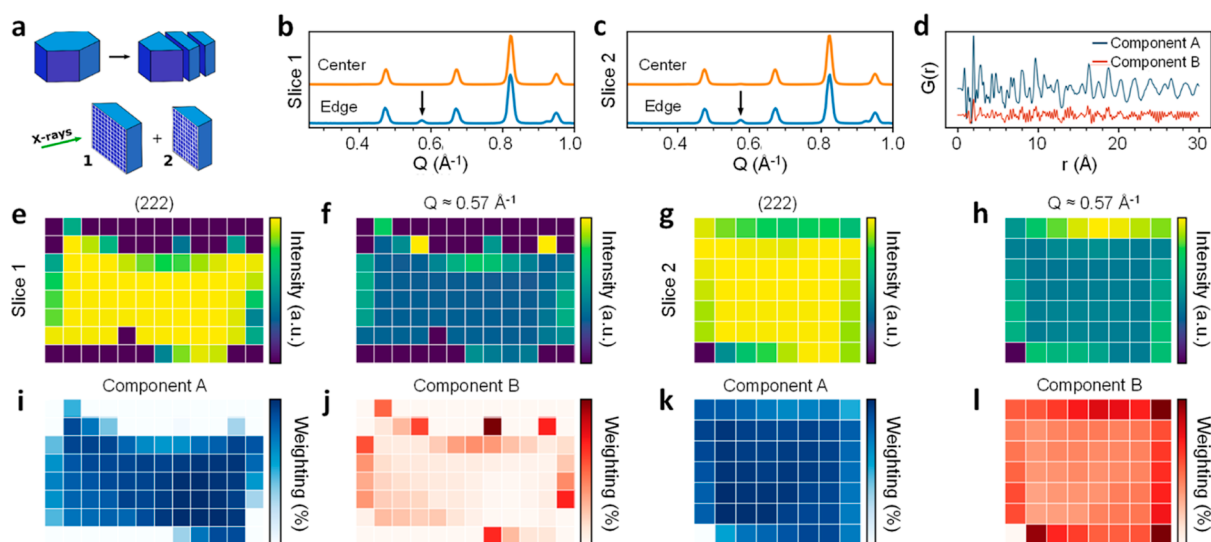 a
X-rays
1
+
2
b
Slice 1
Center
Edge
0.4
0.6
0.8
1.0
Q (Å⁻¹)
c
Slice 2
Center
Edge
0.4
0.6
0.8
1.0
Q (Å⁻¹)
d
G(r)
Component A
Component B
0
10
20
30
r (Å)
e
(222)
Slice 1
Intensity (a.u.)
f
Q ≈ 0.57 Å⁻¹
Intensity (a.u.)
g
(222)
Slice 2
Intensity (a.u.)
h
Q ≈ 0.57 Å⁻¹
Intensity (a.u.)
i
Component A
Weighting (%)
j
Component B
Weighting (%)
k
Component A
Weighting (%)
l
Component B
Weighting (%)